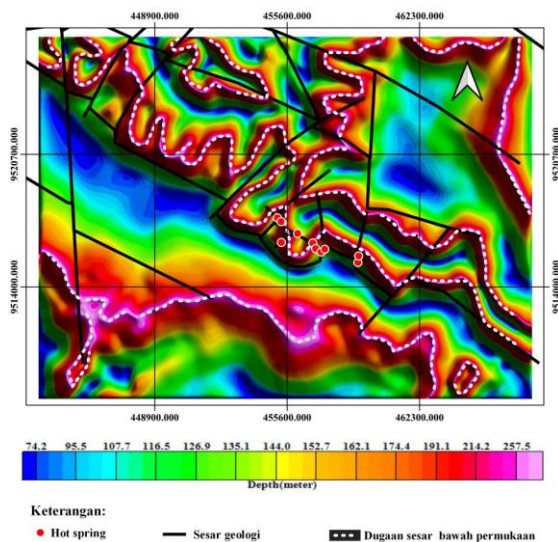 448900.000 455600.000 462300.000
9520700.000 9520700.000
9514000.000 9514000.000
448900.000 455600.000 462300.000
74.2 95.5 107.7 116.5 126.9 135.1 144.0 152.7 162.1 174.4 191.1 214.2 257.5
Depth(meter)
Keterangan:
Hot spring Sesar geologi Dugaan sesar bawah permukaan